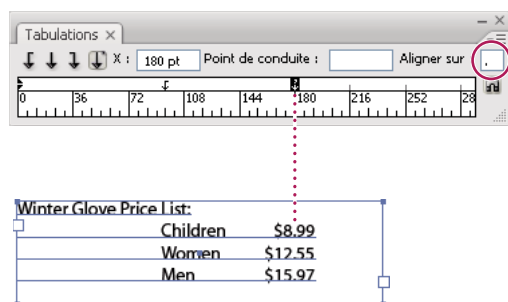 Tabulations
X : 180 pt Point de conduite : Aligner sur .
0 36 72 108 144 180 216 252 28
Winter Glove Price List:
Children $8.99
Women $12.55
Men $15.97